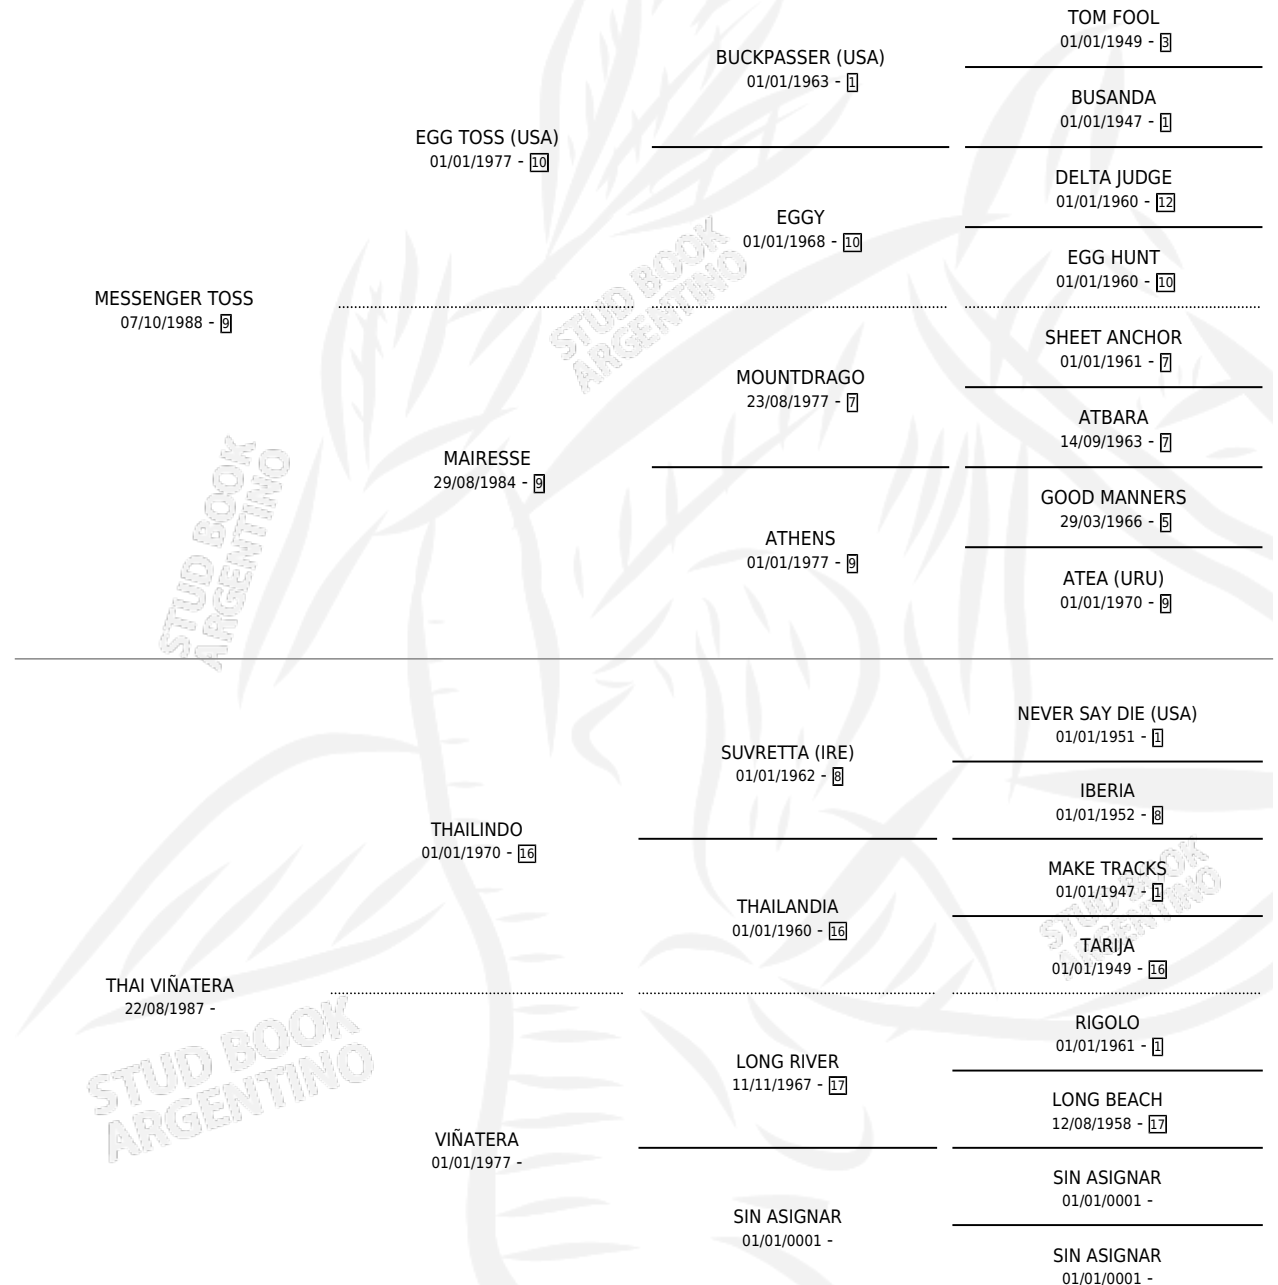 TOM FOOL
01/01/1949 - 3
BUCKPASSER (USA)
01/01/1963 - 1
BUSANDA
01/01/1947 - 1
EGG TOSS (USA)
01/01/1977 - 10
DELTA JUDGE
01/01/1960 - 12
EGGY
01/01/1968 - 10
EGG HUNT
01/01/1960 - 10
MESSENGER TOSS
07/10/1988 - 9
SHEET ANCHOR
01/01/1961 - 7
MOUNTDRAGO
23/08/1977 - 7
ATBARA
14/09/1963 - 7
MAIRESSE
29/08/1984 - 9
GOOD MANNERS
29/03/1966 - 5
ATHENS
01/01/1977 - 9
ATEA (URU)
01/01/1970 - 9
NEVER SAY DIE (USA)
01/01/1951 - 1
SUVRETTA (IRE)
01/01/1962 - 8
IBERIA
01/01/1952 - 8
THAILINDO
01/01/1970 - 16
MAKE TRACKS
01/01/1947 - 1
THAILANDIA
01/01/1960 - 16
TARIJA
01/01/1949 - 16
THAI VIÑATERA
22/08/1987 -
RIGOLO
01/01/1961 - 1
LONG RIVER
11/11/1967 - 17
LONG BEACH
12/08/1958 - 17
VIÑATERA
01/01/1977 -
SIN ASIGNAR
01/01/0001 -
SIN ASIGNAR
01/01/0001 -
SIN ASIGNAR
01/01/0001 -
STUD BOOK
ARGENTINO
STUD BOOK
ARGENTINO
STUD BOOK
ARGENTINO
STUD BOOK
ARGENTINO